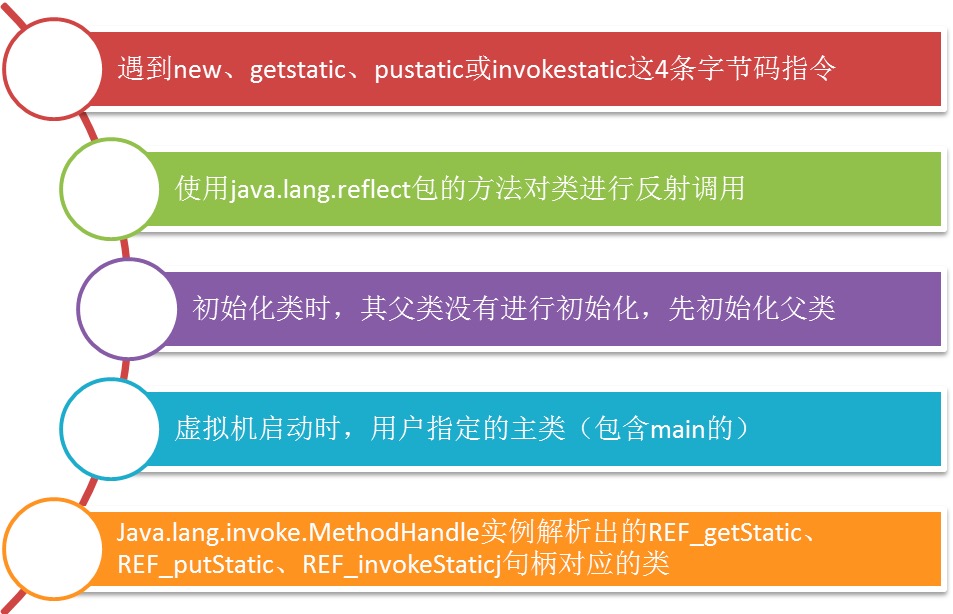 遇到new、getstatic、pustatic或invokestatic这4条字节码指令
使用java.lang.reflect包的方法对类进行反射调用
初始化类时，其父类没有进行初始化，先初始化父类
虚拟机启动时，用户指定的主类（包含main的）
Java.lang.invoke.MethodHandle实例解析出的REF_getStatic、
REF_putStatic、REF_invokeStaticj句柄对应的类